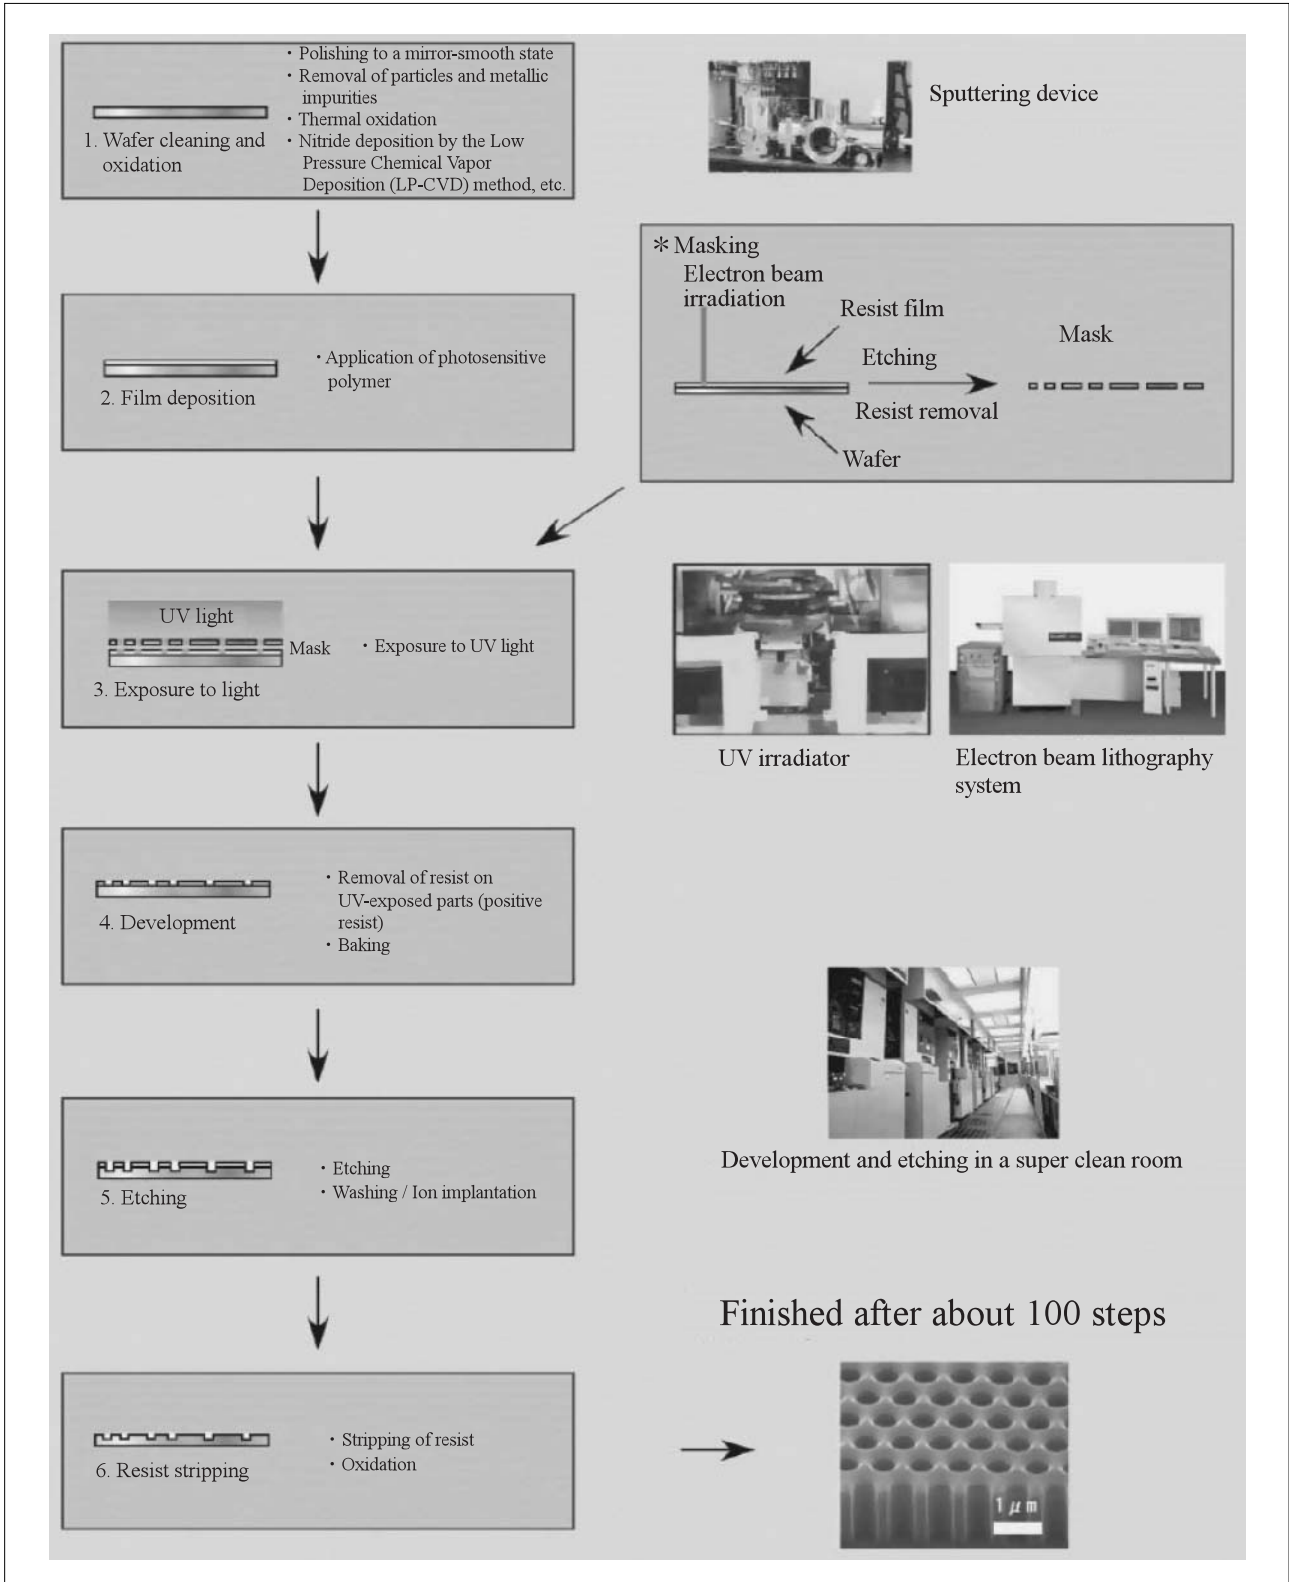 ・Polishing to a mirror-smooth state
・Removal of particles and metallic
impurities
・Thermal oxidation
・Nitride deposition by the Low
Pressure Chemical Vapor
Deposition (LP-CVD) method, etc.
1. Wafer cleaning and
oxidation
Sputtering device
＊Masking
Electron beam
irradiation
Resist film
Etching
Resist removal
Wafer
Mask
・Application of photosensitive
polymer
2. Film deposition
UV light
Mask
・Exposure to UV light
3. Exposure to light
UV irradiator
Electron beam lithography
system
・Removal of resist on
UV-exposed parts (positive
resist)
・Baking
4. Development
Development and etching in a super clean room
・Etching
・Washing / Ion implantation
5. Etching
Finished after about 100 steps
・Stripping of resist
・Oxidation
6. Resist stripping
1 μm